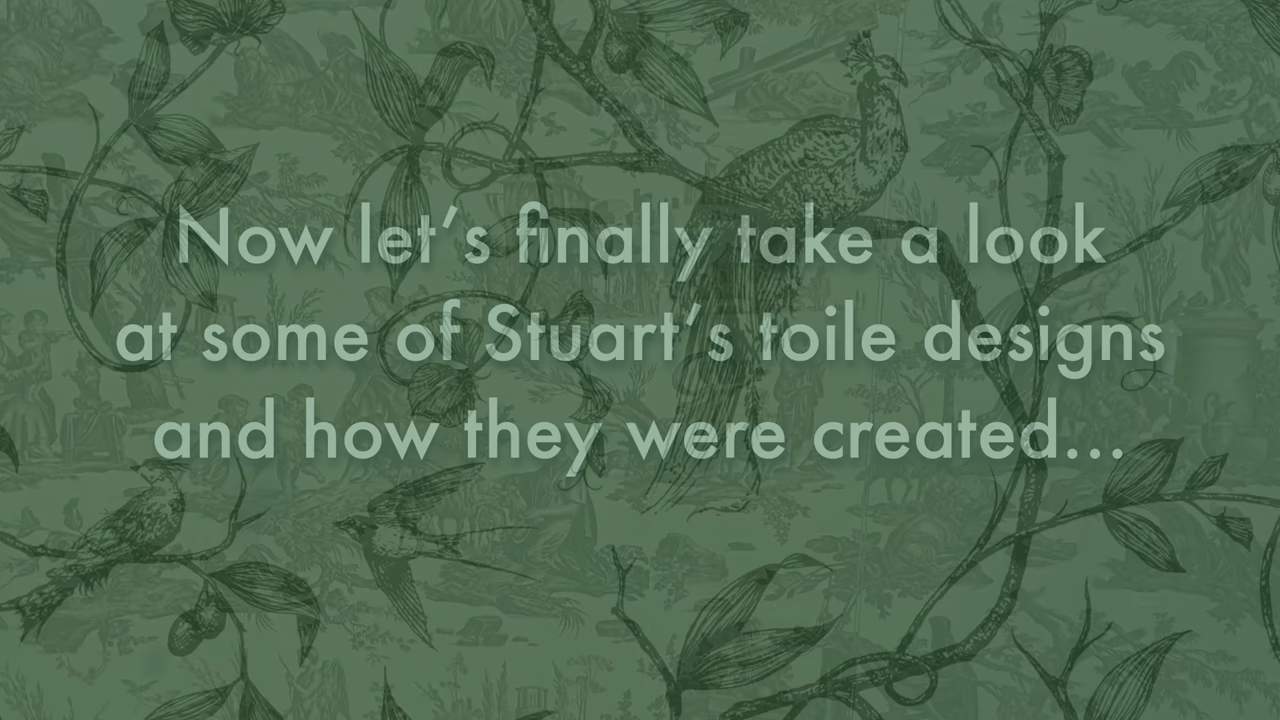 Now let’s finally take a look
at some of Stuart’s toile designs
and how they were created...